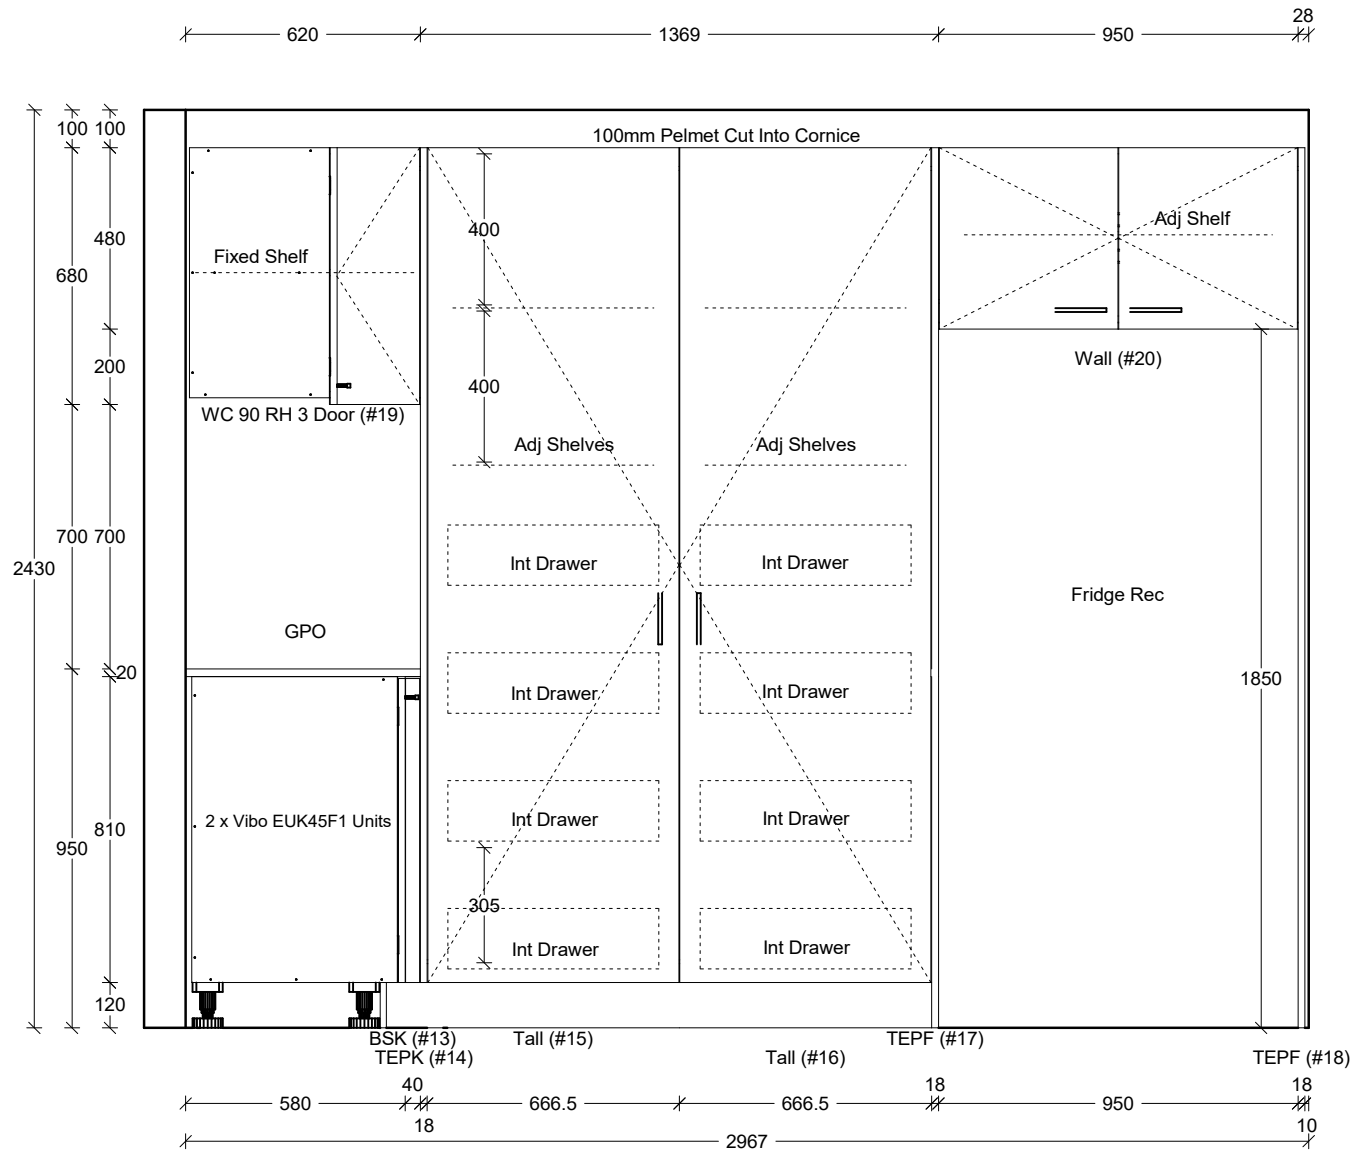 28
620
1369
950
100
100
100mm Pelmet Cut Into Cornice
480
680
Fixed Shelf
400
Adj Shelf
200
400
Wall (#20)
WC 90 RH 3 Door (#19)
Adj Shelves
Adj Shelves
700
700
2430
Int Drawer
Int Drawer
Fridge Rec
GPO
20
1850
Int Drawer
Int Drawer
810
950
2 x Vibo EUK45F1 Units
Int Drawer
Int Drawer
305
Int Drawer
Int Drawer
120
BSK (#13)
Tall (#15)
TEPF (#17)
TEPK (#14)
Tall (#16)
TEPF (#18)
40
18
18
580
666.5
666.5
950
18
10
2967